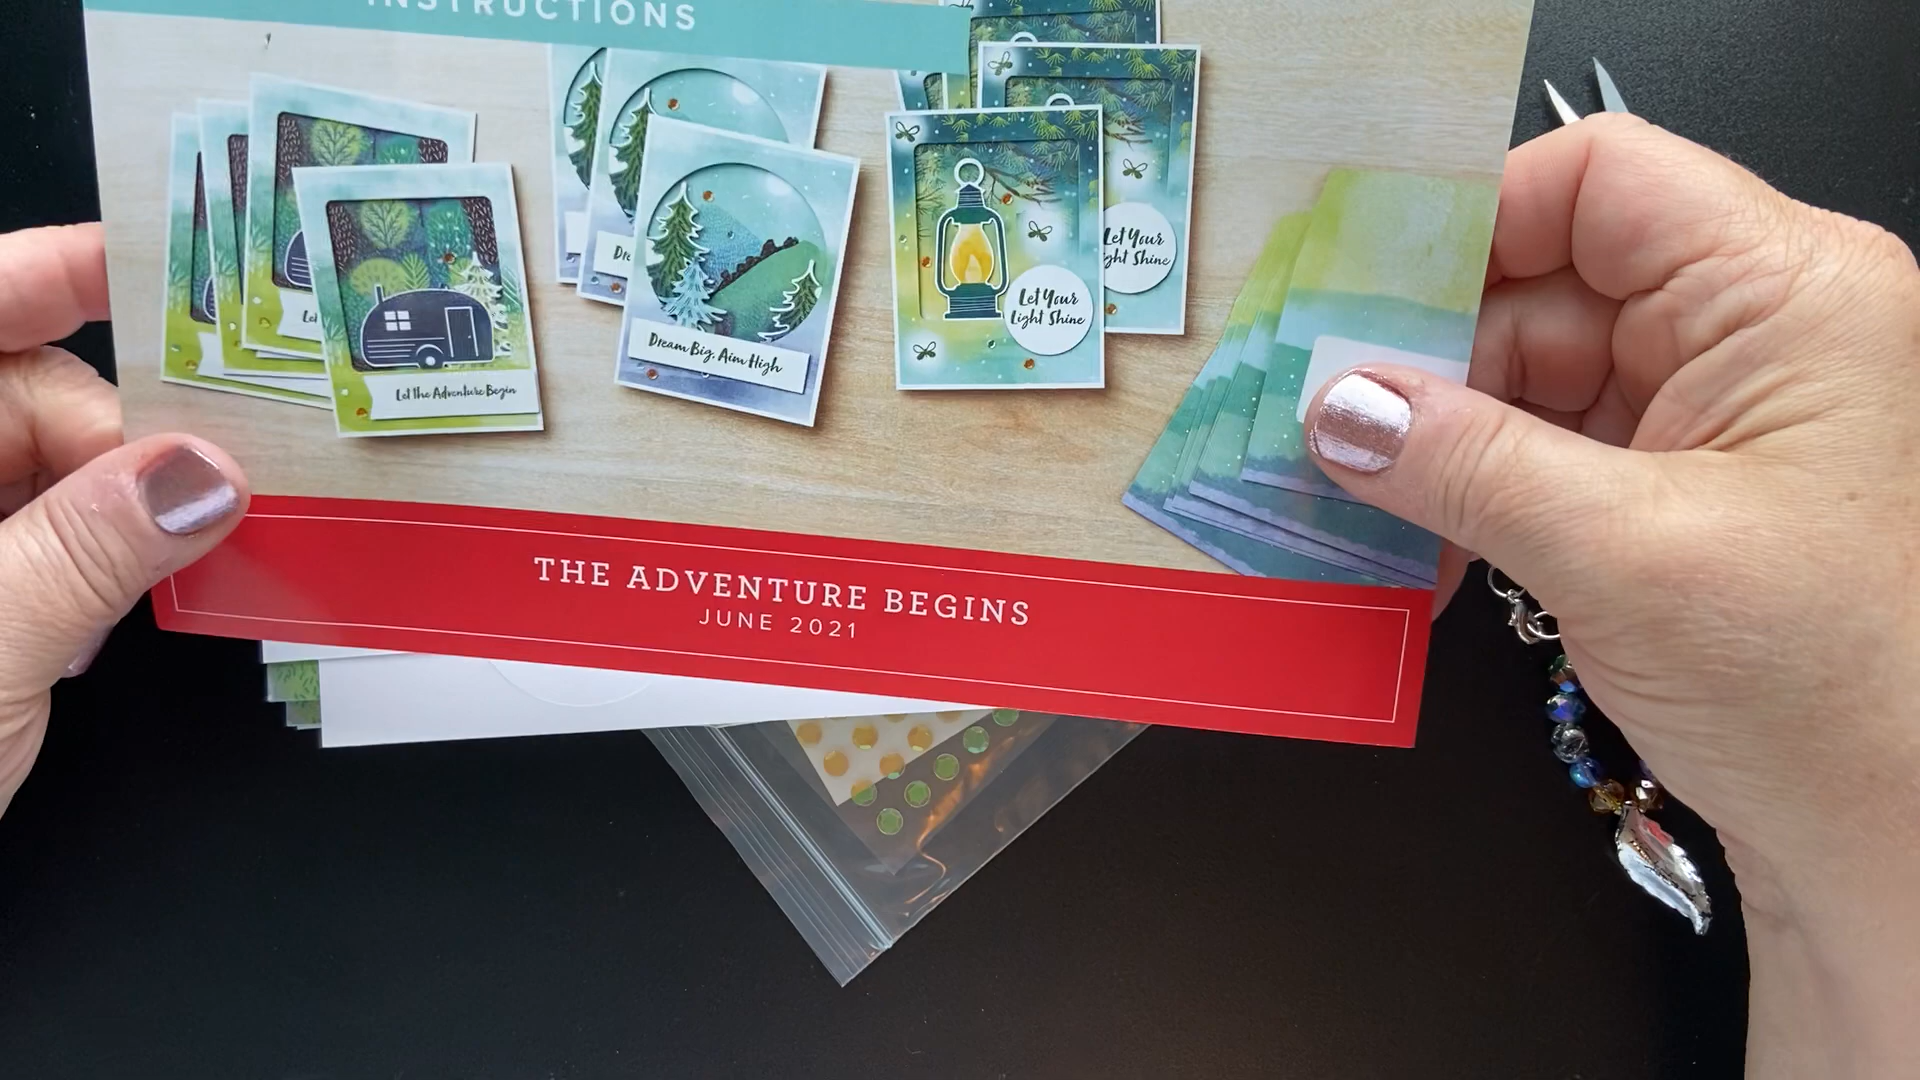 INSTRUCTIONS
Let the Adventure Begin
Dream Big, Aim High
Let Your
Light Shine
Let Your
Light Shine
THE ADVENTURE BEGINS
JUNE 2021